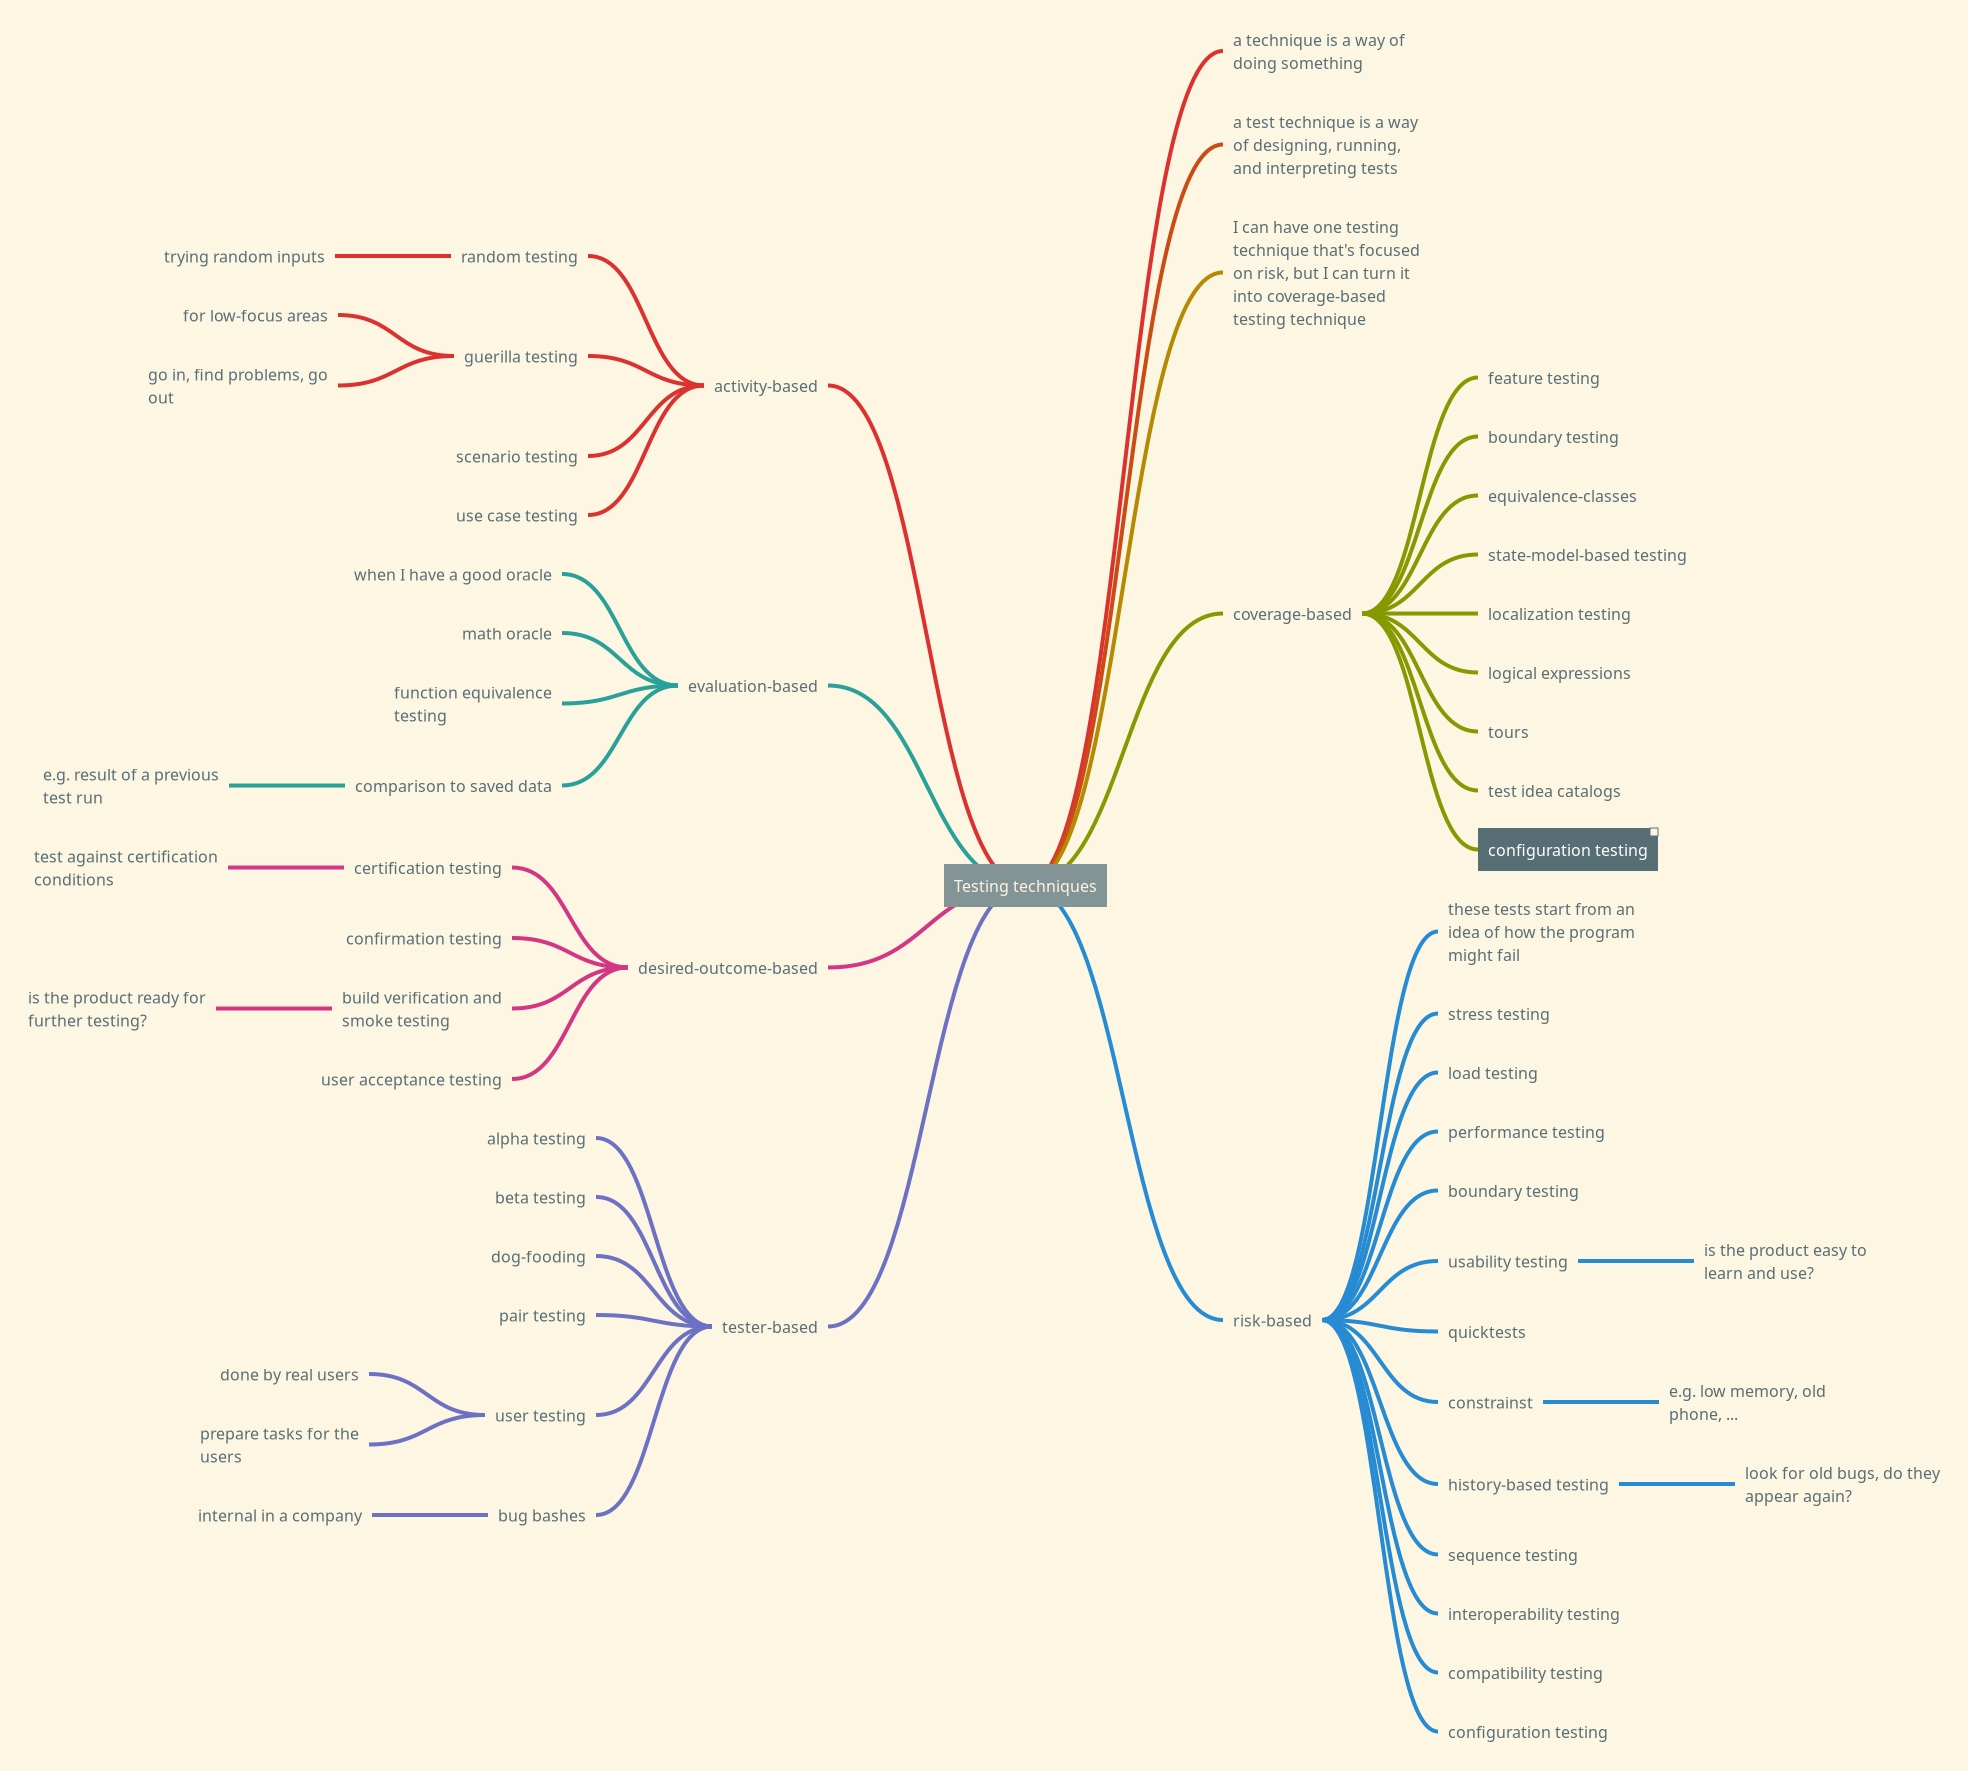 a technique is a way of
doing something
a test technique is a way
of designing, running,
and interpreting tests
I can have one testing
technique that's focused
on risk, but I can turn it
into coverage-based
testing technique
coverage-based
feature testing
boundary testing
equivalence-classes
state-model-based testing
localization testing
logical expressions
tours
test idea catalogs
configuration testing
risk-based
these tests start from an
idea of how the program
might fail
stress testing
load testing
performance testing
boundary testing
usability testing
is the product easy to
learn and use?
quicktests
constrainst
e.g. low memory, old
phone, ...
history-based testing
look for old bugs, do they
appear again?
sequence testing
interoperability testing
compatibility testing
configuration testing
Testing techniques
activity-based
random testing
trying random inputs
guerilla testing
for low-focus areas
go in, find problems, go
out
scenario testing
use case testing
evaluation-based
when I have a good oracle
math oracle
function equivalence
testing
comparison to saved data
e.g. result of a previous
test run
desired-outcome-based
certification testing
test against certification
conditions
confirmation testing
build verification and
smoke testing
is the product ready for
further testing?
user acceptance testing
tester-based
alpha testing
beta testing
dog-fooding
pair testing
user testing
done by real users
prepare tasks for the
users
bug bashes
internal in a company